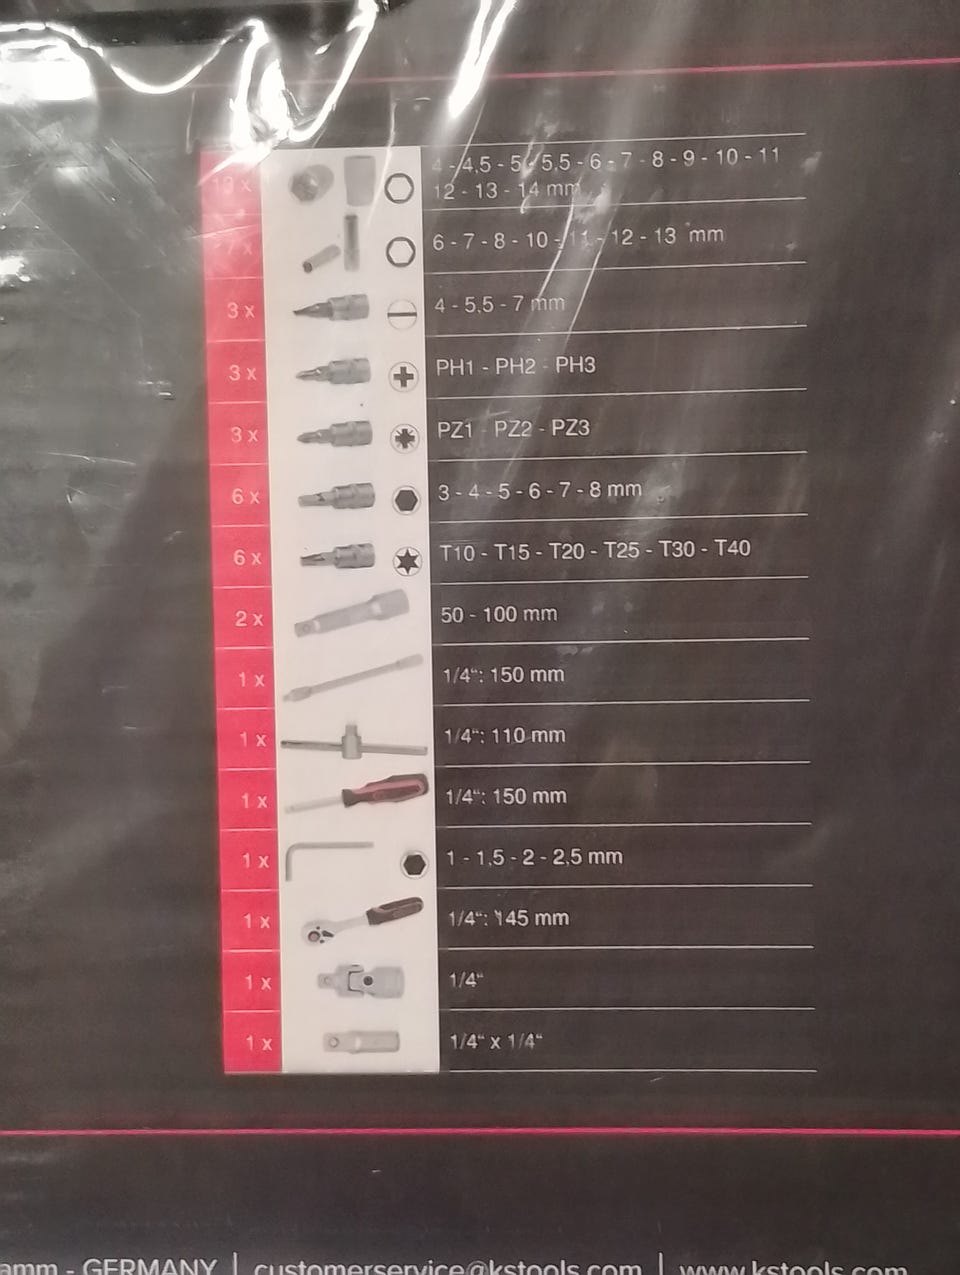 13 x
4 - 4,5 - 5 - 5,5 - 6 - 7 - 8 - 9 - 10 - 11
12 - 13 - 14 mm
7 x
6 - 7 - 8 - 10 - 11 - 12 - 13 mm
3 x
4 - 5,5 - 7 mm
3 x
PH1 - PH2 - PH3
3 x
PZ1 - PZ2 - PZ3
6 x
3 - 4 - 5 - 6 - 7 - 8 mm
6 x
T10 - T15 - T20 - T25 - T30 - T40
2 x
50 - 100 mm
1 x
1/4“: 150 mm
1 x
1/4“: 110 mm
1 x
1/4“: 150 mm
1 x
1 - 1,5 - 2 - 2,5 mm
1 x
1/4“: 145 mm
1 x
1/4“
1 x
1/4“ x 1/4“
- GERMANY | customerservice@kstools.com | www.kstools.com